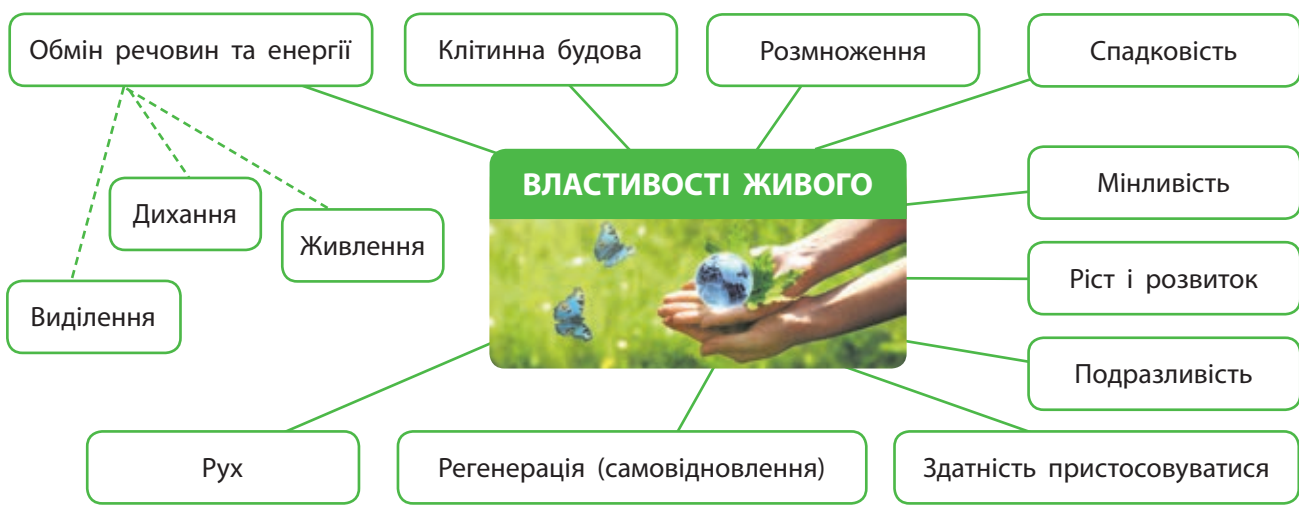 Обмін речовин та енергії
Клітинна будова
Розмноження
Спадковість
ВЛАСТИВОСТІ ЖИВОГО
Мінливість
Дихання
Живлення
Ріст і розвиток
Виділення
Подразливість
Рух
Регенерація (самовідновлення)
Здатність пристосовуватися